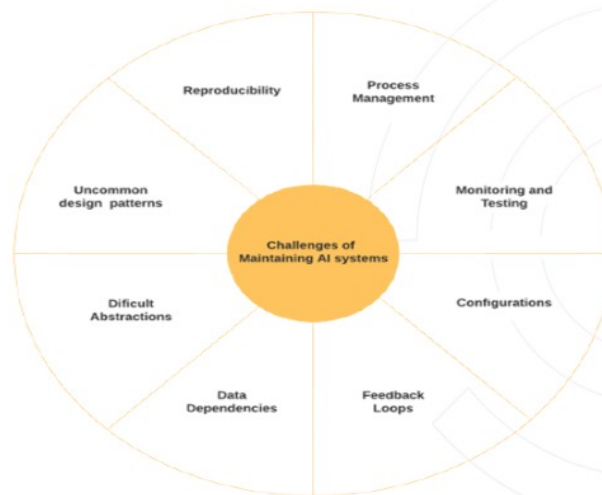 Reproducibility
Process
Management
Uncommon
design patterns
Monitoring and
Testing
Challenges of
Maintaining AI systems
Dificult
Abstractions
Configurations
Data
Dependencies
Feedback
Loops